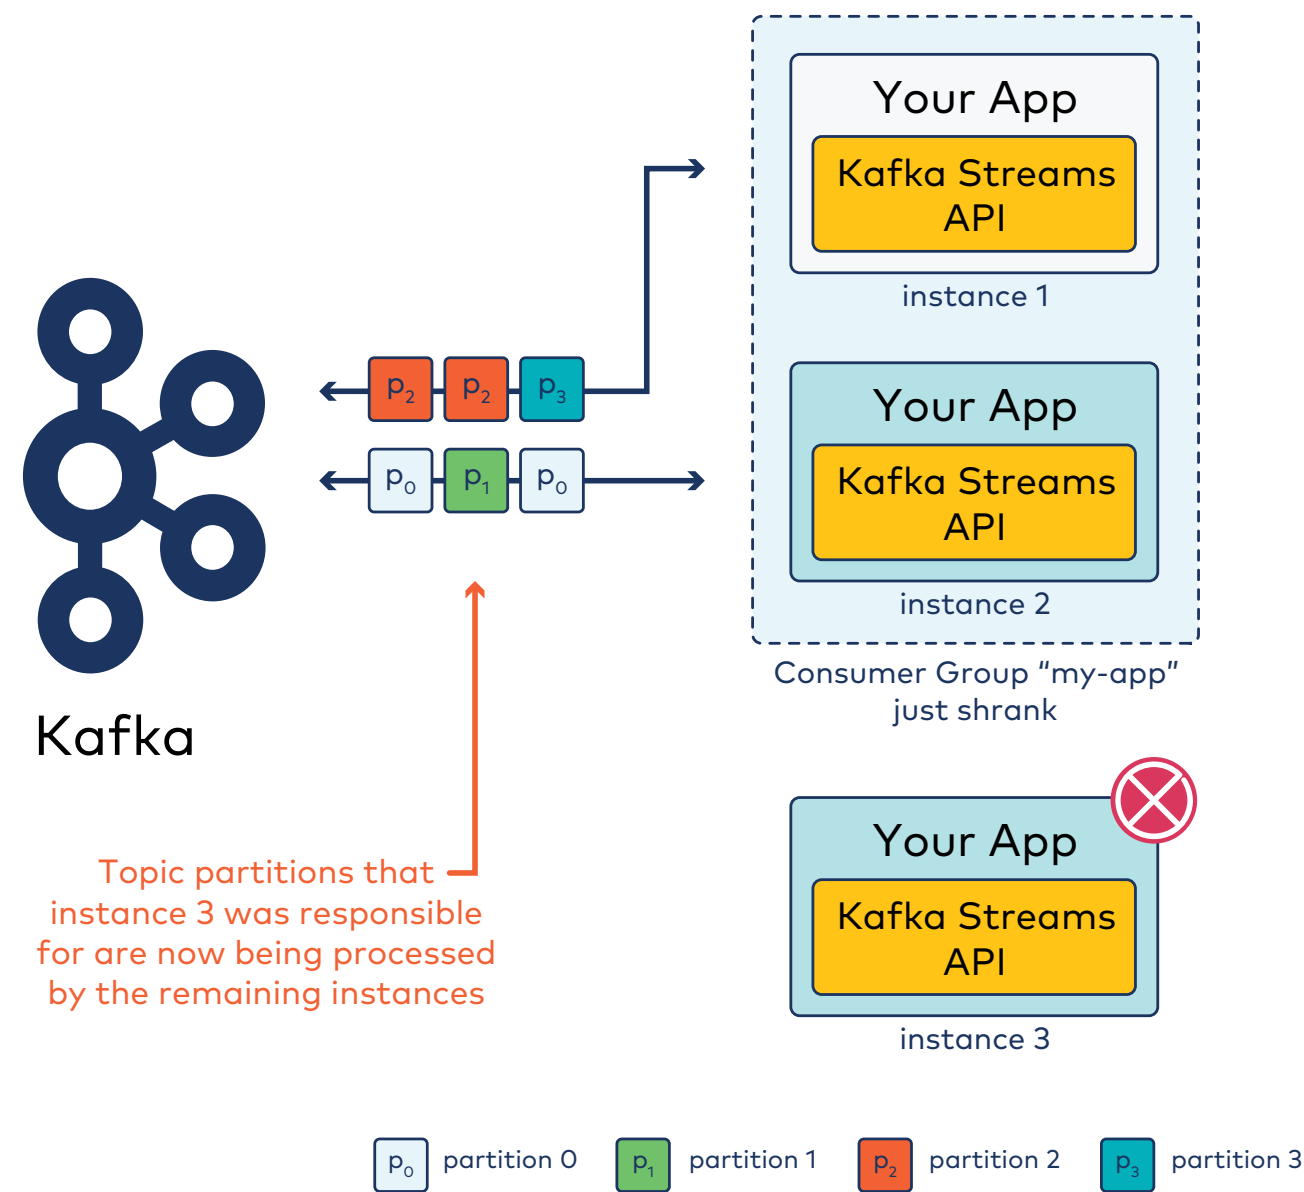 Your App
Kafka Streams
API
instance 1
p2 p2 p3
p0 p1 p0
Your App
Kafka Streams
API
instance 2
Consumer Group “my-app”
just shrank
Kafka
Topic partitions that
instance 3 was responsible
for are now being processed
by the remaining instances
Your App
Kafka Streams
API
instance 3
p0 partition 0 p1 partition 1 p2 partition 2 p3 partition 3